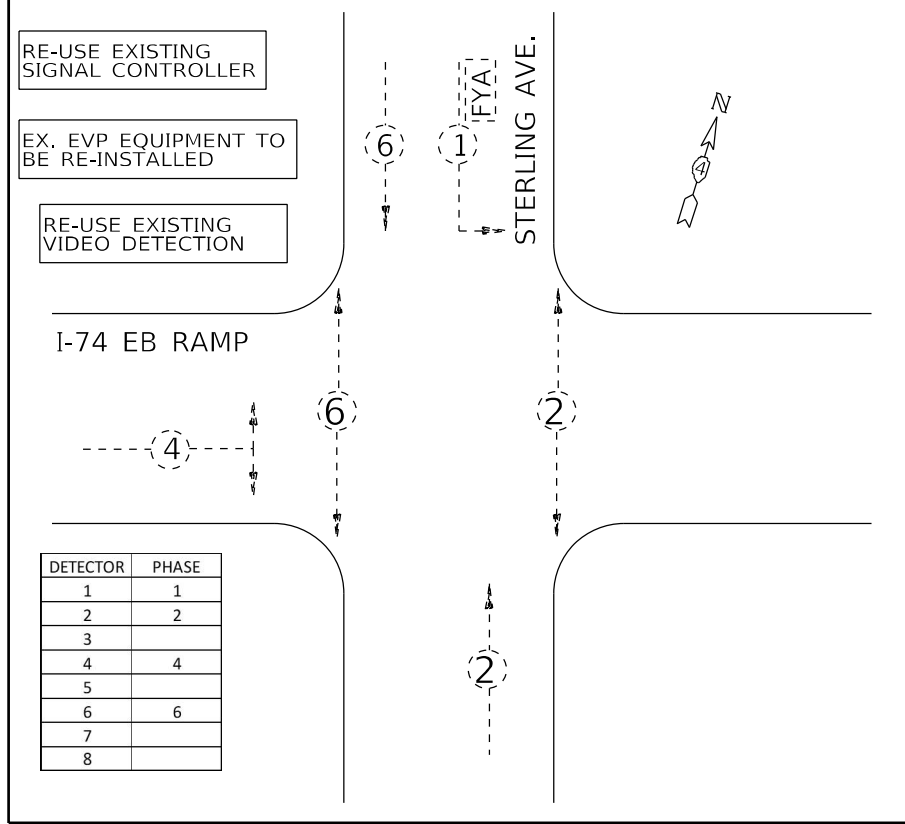 RE-USE EXISTING
SIGNAL CONTROLLER
EX. EVP EQUIPMENT TO
BE RE-INSTALLED
RE-USE EXISTING
VIDEO DETECTION
6
1
FYA
STERLING AVE.
N
4
I-74 EB RAMP
6
2
4
2
DETECTOR PHASE
1 1
2 2
3
4 4
5
6 6
7
8